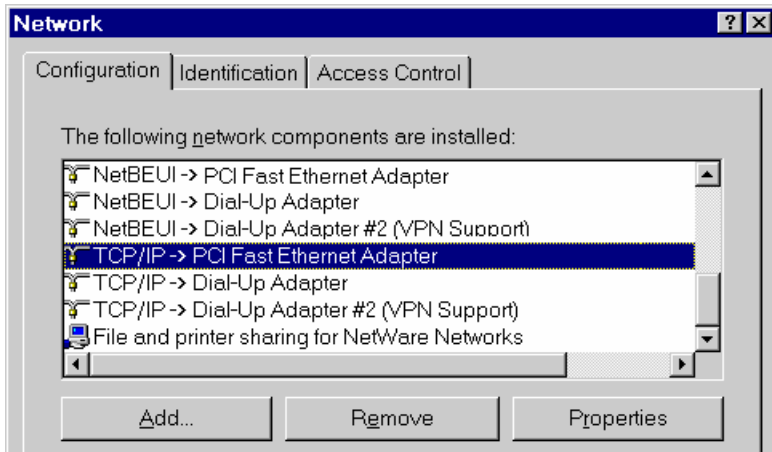 Network
Configuration Identification Access Control
The following network components are installed:
NetBEUI -> PCI Fast Ethernet Adapter
NetBEUI -> Dial-Up Adapter
NetBEUI -> Dial-Up Adapter #2 (VPN Support)
TCP/IP -> PCI Fast Ethernet Adapter
TCP/IP -> Dial-Up Adapter
TCP/IP -> Dial-Up Adapter #2 (VPN Support)
File and printer sharing for NetWare Networks
Add... Remove Properties